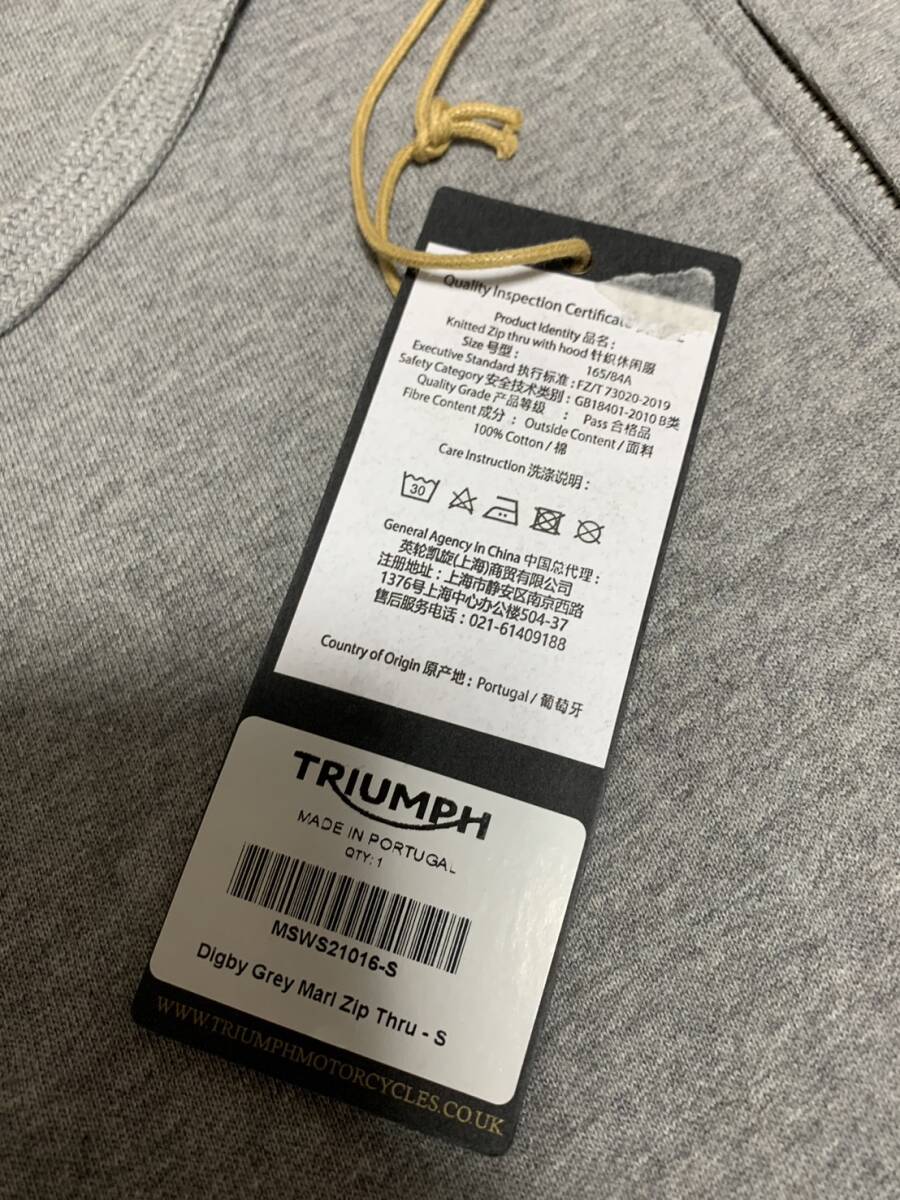 Quality Inspection Certificate
Product Identity 品名：
Knitted Zip thru with hood 针织休闲服
Size 号型： 165/84A
Executive Standard 执行标准：FZ/T 73020-2019
Safety Category 安全技术类别：GB18401-2010 B类
Quality Grade 产品等级 ： Pass 合格品
Fibre Content 成分：Outside Content / 面料
100% Cotton / 棉
Care Instruction 洗涤说明：
30
General Agency in China 中国总代理：
英轮凯旋(上海)商贸有限公司
注册地址：上海市静安区南京西路
1376号上海中心办公楼504-37
售后服务电话：021-61409188
Country of Origin 原产地：Portugal / 葡萄牙
TRIUMPH
MADE IN PORTUGAL
QTY: 1
MSWS21016-S
Digby Grey Marl Zip Thru - S
WWW.TRIUMPHMOTORCYCLES.CO.UK